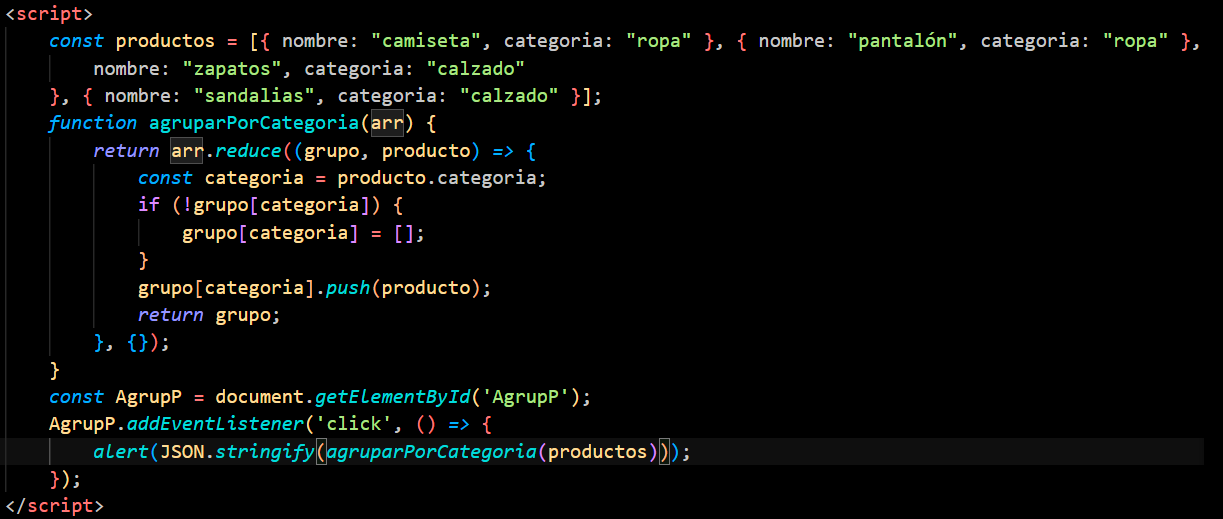 <script>
    const productos = [{ nombre: "camiseta", categoria: "ropa" }, { nombre: "pantalón", categoria: "ropa" },
        nombre: "zapatos", categoria: "calzado"
    }, { nombre: "sandalias", categoria: "calzado" }];
    function agruparPorCategoria(arr) {
        return arr.reduce((grupo, producto) => {
            const categoria = producto.categoria;
            if (!grupo[categoria]) {
                grupo[categoria] = [];
            }
            grupo[categoria].push(producto);
            return grupo;
        }, {});
    }
    const AgrupP = document.getElementById('AgrupP');
    AgrupP.addEventListener('click', () => {
        alert(JSON.stringify(agruparPorCategoria(productos)));
    });
</script>